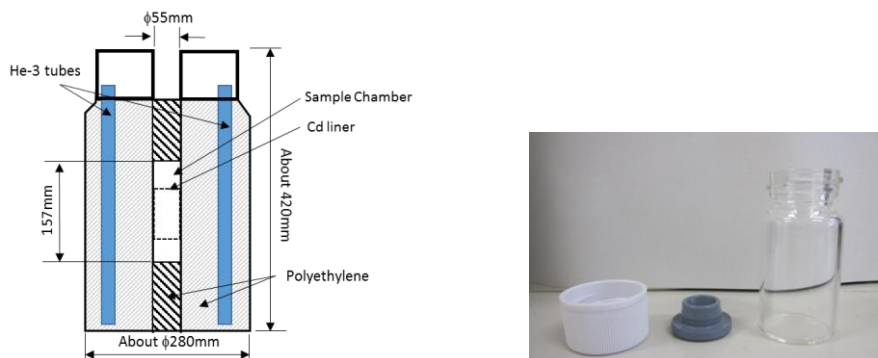 ϕ55mm
He-3 tubes
Sample Chamber
Cd liner
About 420mm
157mm
Polyethylene
About ϕ280mm